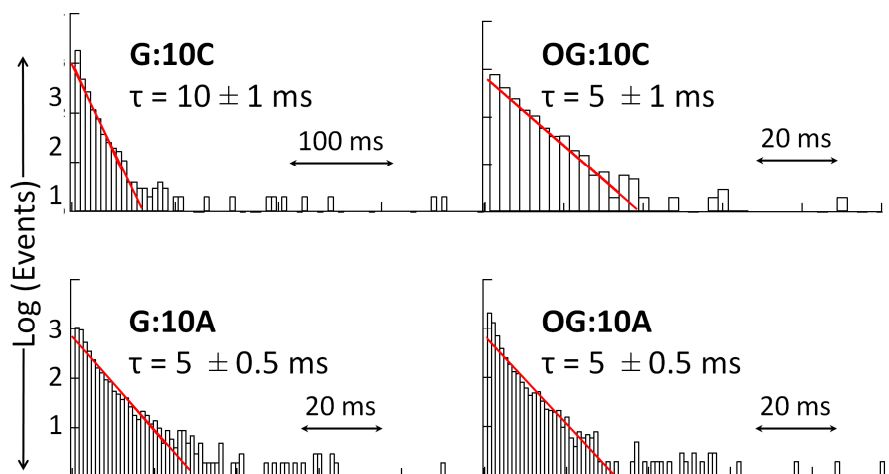 Log (Events)
G:10C
τ = 10 ± 1 ms
100 ms
3
2
1
OG:10C
τ = 5 ± 1 ms
20 ms
G:10A
τ = 5 ± 0.5 ms
20 ms
3
2
1
OG:10A
τ = 5 ± 0.5 ms
20 ms